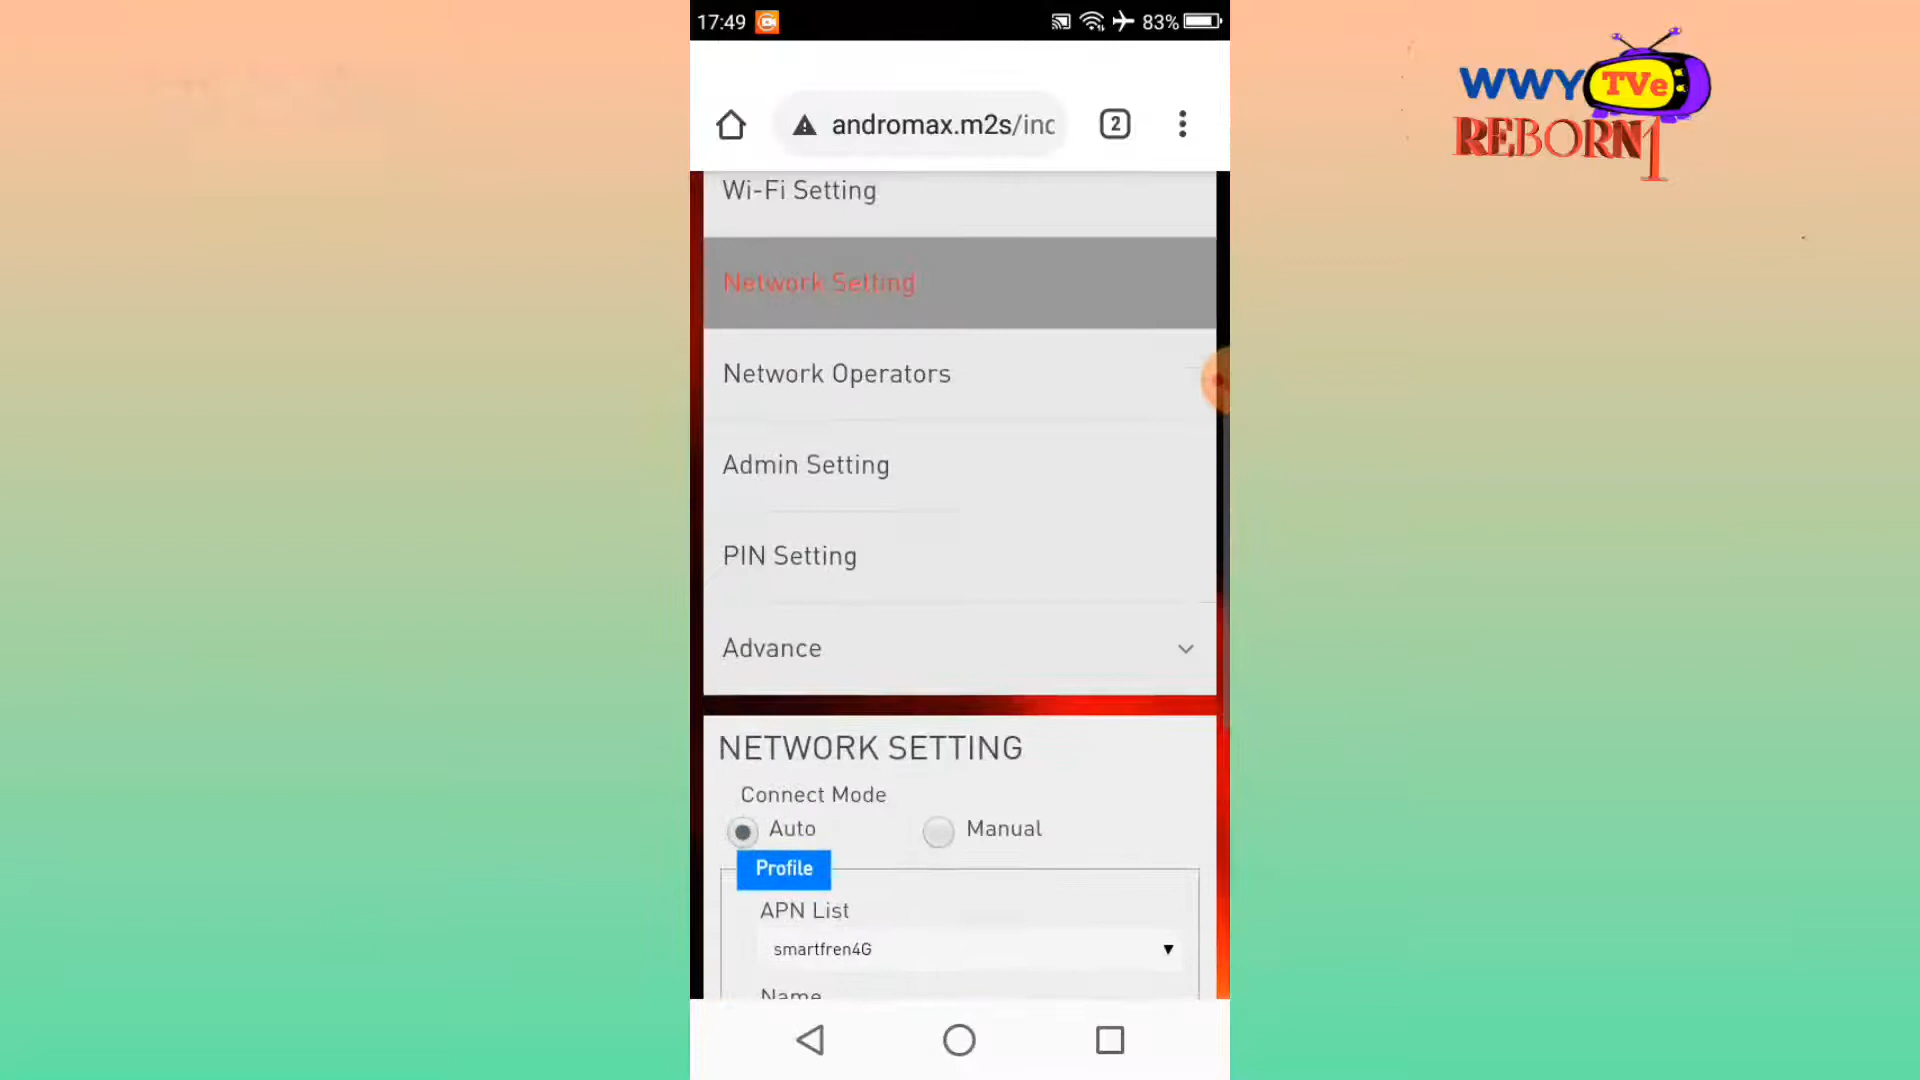 17:49
83%
WWY TVe
REBORN1
andromax.m2s/inc
2
Wi-Fi Setting
Network Setting
Network Operators
Admin Setting
PIN Setting
Advance
NETWORK SETTING
Connect Mode
Auto
Manual
Profile
APN List
smartfren4G
Name